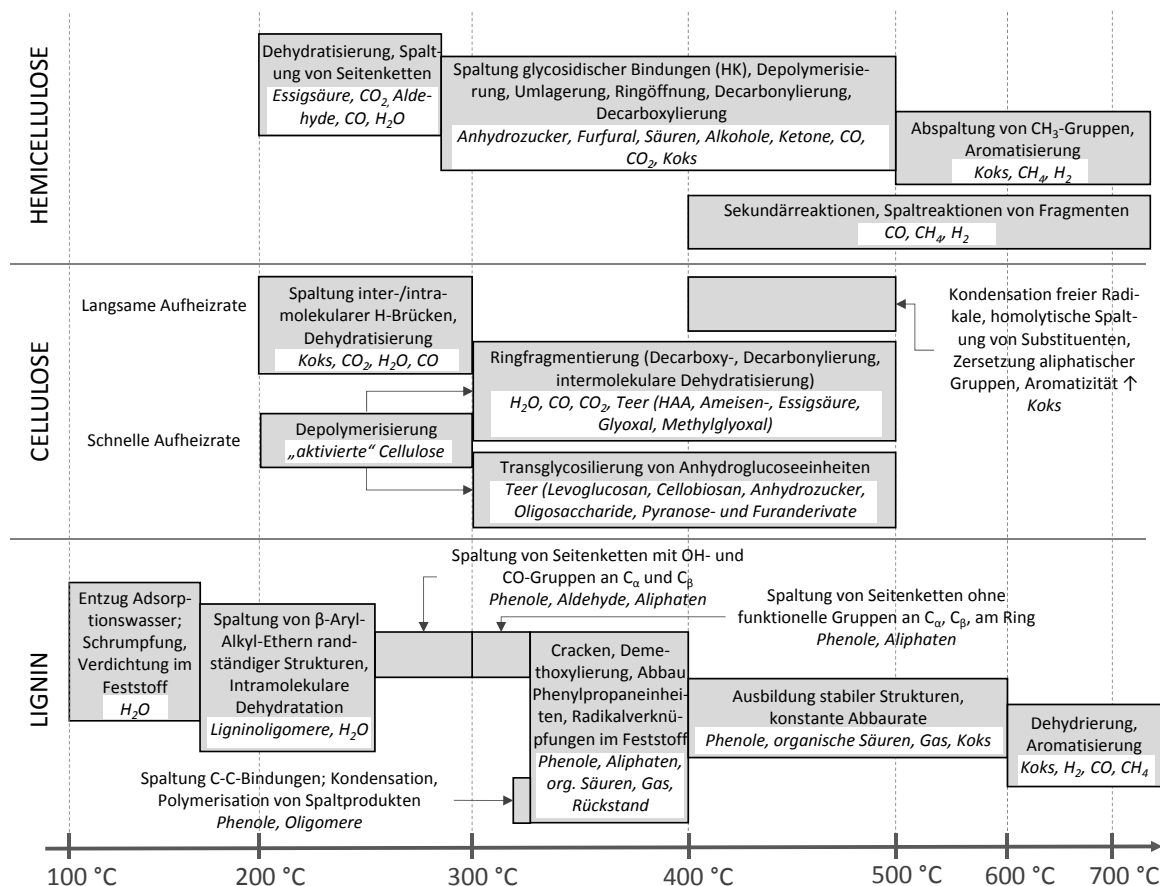 HEMICELLULOSE
Dehydratisierung, Spalt-
ung von Seitenketten
Essigsäure, CO₂, Alde-
hyde, CO, H₂O
Spaltung glycosidischer Bindungen (HK), Depolymerisie-
rung, Umlagerung, Ringöffnung, Decarbonylierung,
Decarboxylierung
Anhydrozucker, Furfural, Säuren, Alkohole, Ketone, CO,
CO₂, Koks
Abspaltung von CH₃-Gruppen,
Aromatisierung
Koks, CH₄, H₂
Sekundärreaktionen, Spaltreaktionen von Fragmenten
CO, CH₄, H₂
CELLULOSE
Langsame Aufheizrate
Spaltung inter-/intra-
molekularer H-Brücken,
Dehydratisierung
Koks, CO₂, H₂O, CO
Kondensation freier Radi-
kale, homolytische Spalt-
ung von Substituenten,
Zersetzung aliphatischer
Gruppen, Aromatizität ↑
Koks
Ringfragmentierung (Decarboxy-, Decarbonylierung,
intermolekulare Dehydratisierung)
H₂O, CO, CO₂, Teer (HAA, Ameisen-, Essigsäure,
Glyoxal, Methylglyoxal)
Schnelle Aufheizrate
Depolymerisierung
„aktivierte“ Cellulose
Transglycosilierung von Anhydroglucoseeinheiten
Teer (Levoglucosan, Cellobiosan, Anhydrozucker,
Oligosaccharide, Pyranose- und Furanderivate
LIGNIN
Entzug Adsorp-
tionswasser;
Schrumpfung,
Verdichtung im
Feststoff
H₂O
Spaltung von β-Aryl-
Alkyl-Ethern rand-
ständiger Strukturen,
Intramolekulare
Dehydratation
Ligninoligomere, H₂O
Spaltung von Seitenketten mit OH- und
CO-Gruppen an Cα und Cβ
Phenole, Aldehyde, Aliphaten
Spaltung von Seitenketten ohne
funktionelle Gruppen an Cα, Cβ, am Ring
Phenole, Aliphaten
Spaltung C-C-Bindungen; Kondensation,
Polymerisation von Spaltprodukten
Phenole, Oligomere
Cracken, Deme-
thoxylierung, Abbau
Phenylpropaneinhei-
ten, Radikalverknü-
pfungen im Feststoff
Phenole, Aliphaten,
org. Säuren, Gas,
Rückstand
Ausbildung stabiler Strukturen,
konstante Abbaurate
Phenole, organische Säuren, Gas, Koks
Dehydrierung,
Aromatisierung
Koks, H₂, CO, CH₄
100 °C
200 °C
300 °C
400 °C
500 °C
600 °C
700 °C